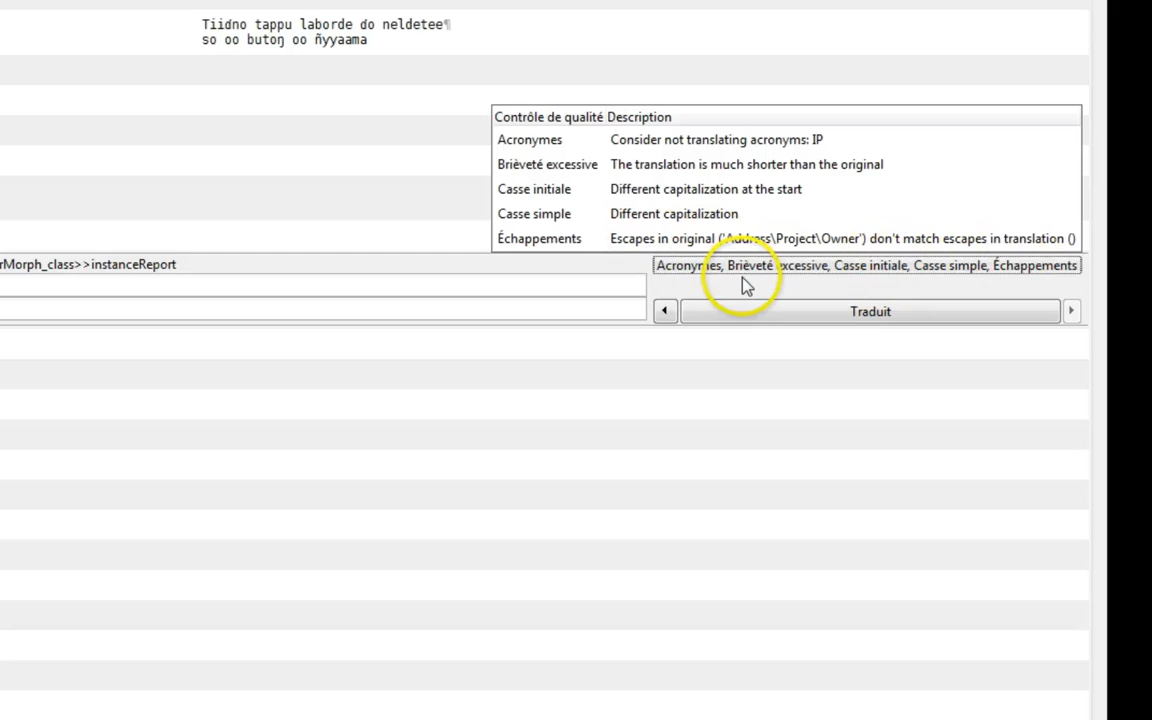 Tiiɗno tappu laborde do neldetee¶
so oo butoŋ oo ñyyaama
Contrôle de qualité Description
Acronymes Consider not translating acronyms: IP
Brièveté excessive The translation is much shorter than the original
Casse initiale Different capitalization at the start
Casse simple Different capitalization
Échappements Escapes in original ('Address\Project\Owner') don't match escapes in translation ()
rMorph_class>>instanceReport
Acronymes, Brièveté excessive, Casse initiale, Casse simple, Échappements
Traduit